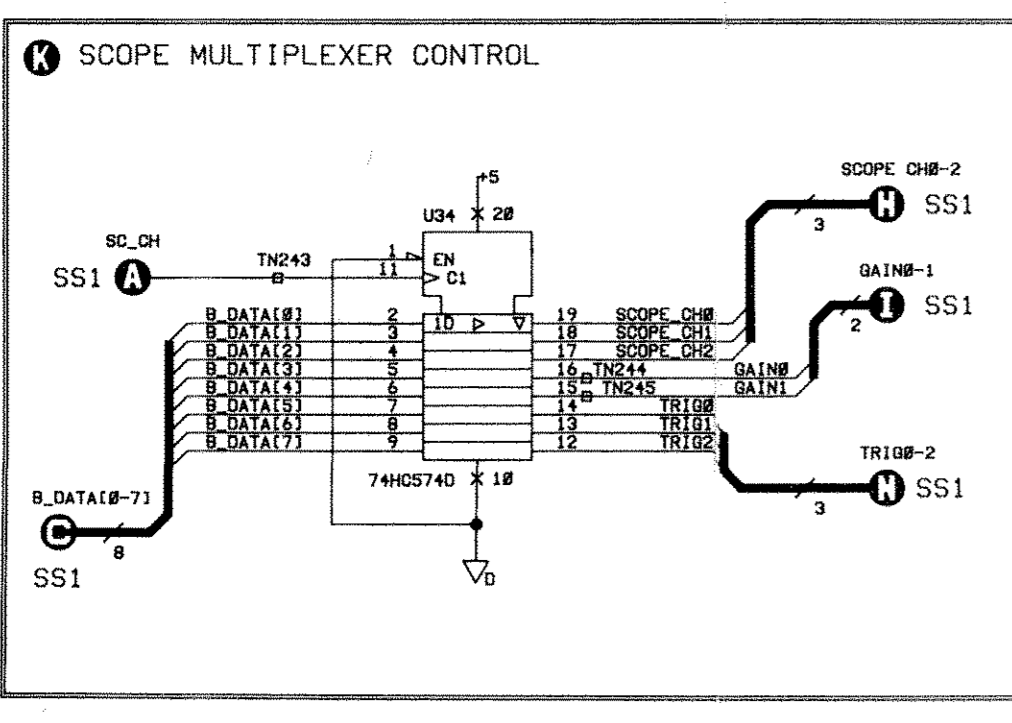 K SCOPE MULTIPLEXER CONTROL
SCOPE CHØ-2
H SS1
3
+5
U34 20
SC_CH
SS1 A
TN243
1 EN
11 C1
GAINØ-1
I SS1
2
B_DATA[Ø] 2 1D 19 SCOPE_CHØ
B_DATA[1] 3 18 SCOPE_CH1
B_DATA[2] 4 17 SCOPE_CH2
B_DATA[3] 5 16 TN244 GAINØ
B_DATA[4] 6 15 TN245 GAIN1
B_DATA[5] 7 14 TRIGØ
B_DATA[6] 8 13 TRIG1
B_DATA[7] 9 12 TRIG2
74HC574D 10
TRIGØ-2
N SS1
3
B_DATA[Ø-7]
8
SS1
D